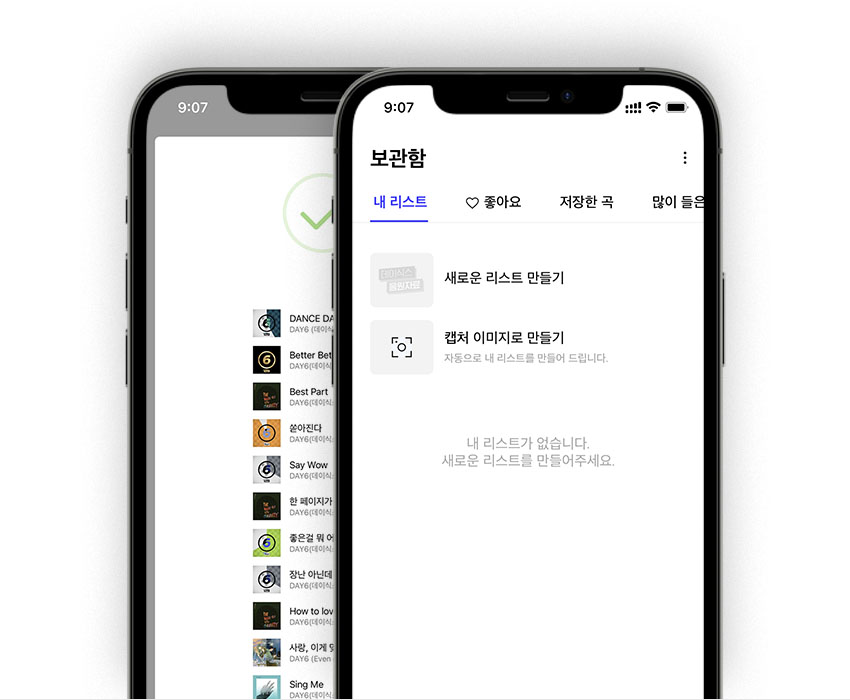 9:07
DANCE DA
DAY6 (데이식
Better Bet
DAY6(데이식
Best Part
DAY6(데이식
쏟아진다
DAY6(데이식
Say Wow
DAY6(데이식
한 페이지가
DAY6(데이식
좋은걸 뭐 어
DAY6(데이식
장난 아닌데
DAY6(데이식
How to lov
DAY6(데이식
사랑, 이게 맞
DAY6 (Even
Sing Me
DAY6(데이식
9:07
보관함
내 리스트 좋아요 저장한 곡 많이 들은
데이식스
음원자료
새로운 리스트 만들기
캡처 이미지로 만들기
자동으로 내 리스트를 만들어 드립니다.
내 리스트가 없습니다.
새로운 리스트를 만들어주세요.